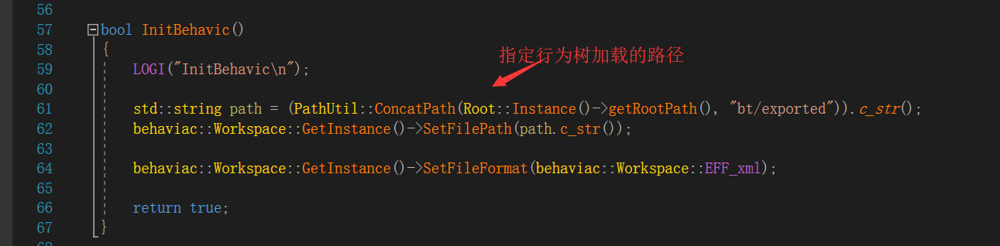 56
57 bool InitBehavic()
58 {
59 LOGI("InitBehavic\n");
指定行为树加载的路径
60
61 std::string path = (PathUtil::ConcatPath(Root::Instance()->getRootPath(), "bt/exported")).c_str();
62 behaviac::Workspace::GetInstance()->SetFilePath(path.c_str());
63
64 behaviac::Workspace::GetInstance()->SetFileFormat(behaviac::Workspace::EFF_xml);
65
66 return true;
67 }
68